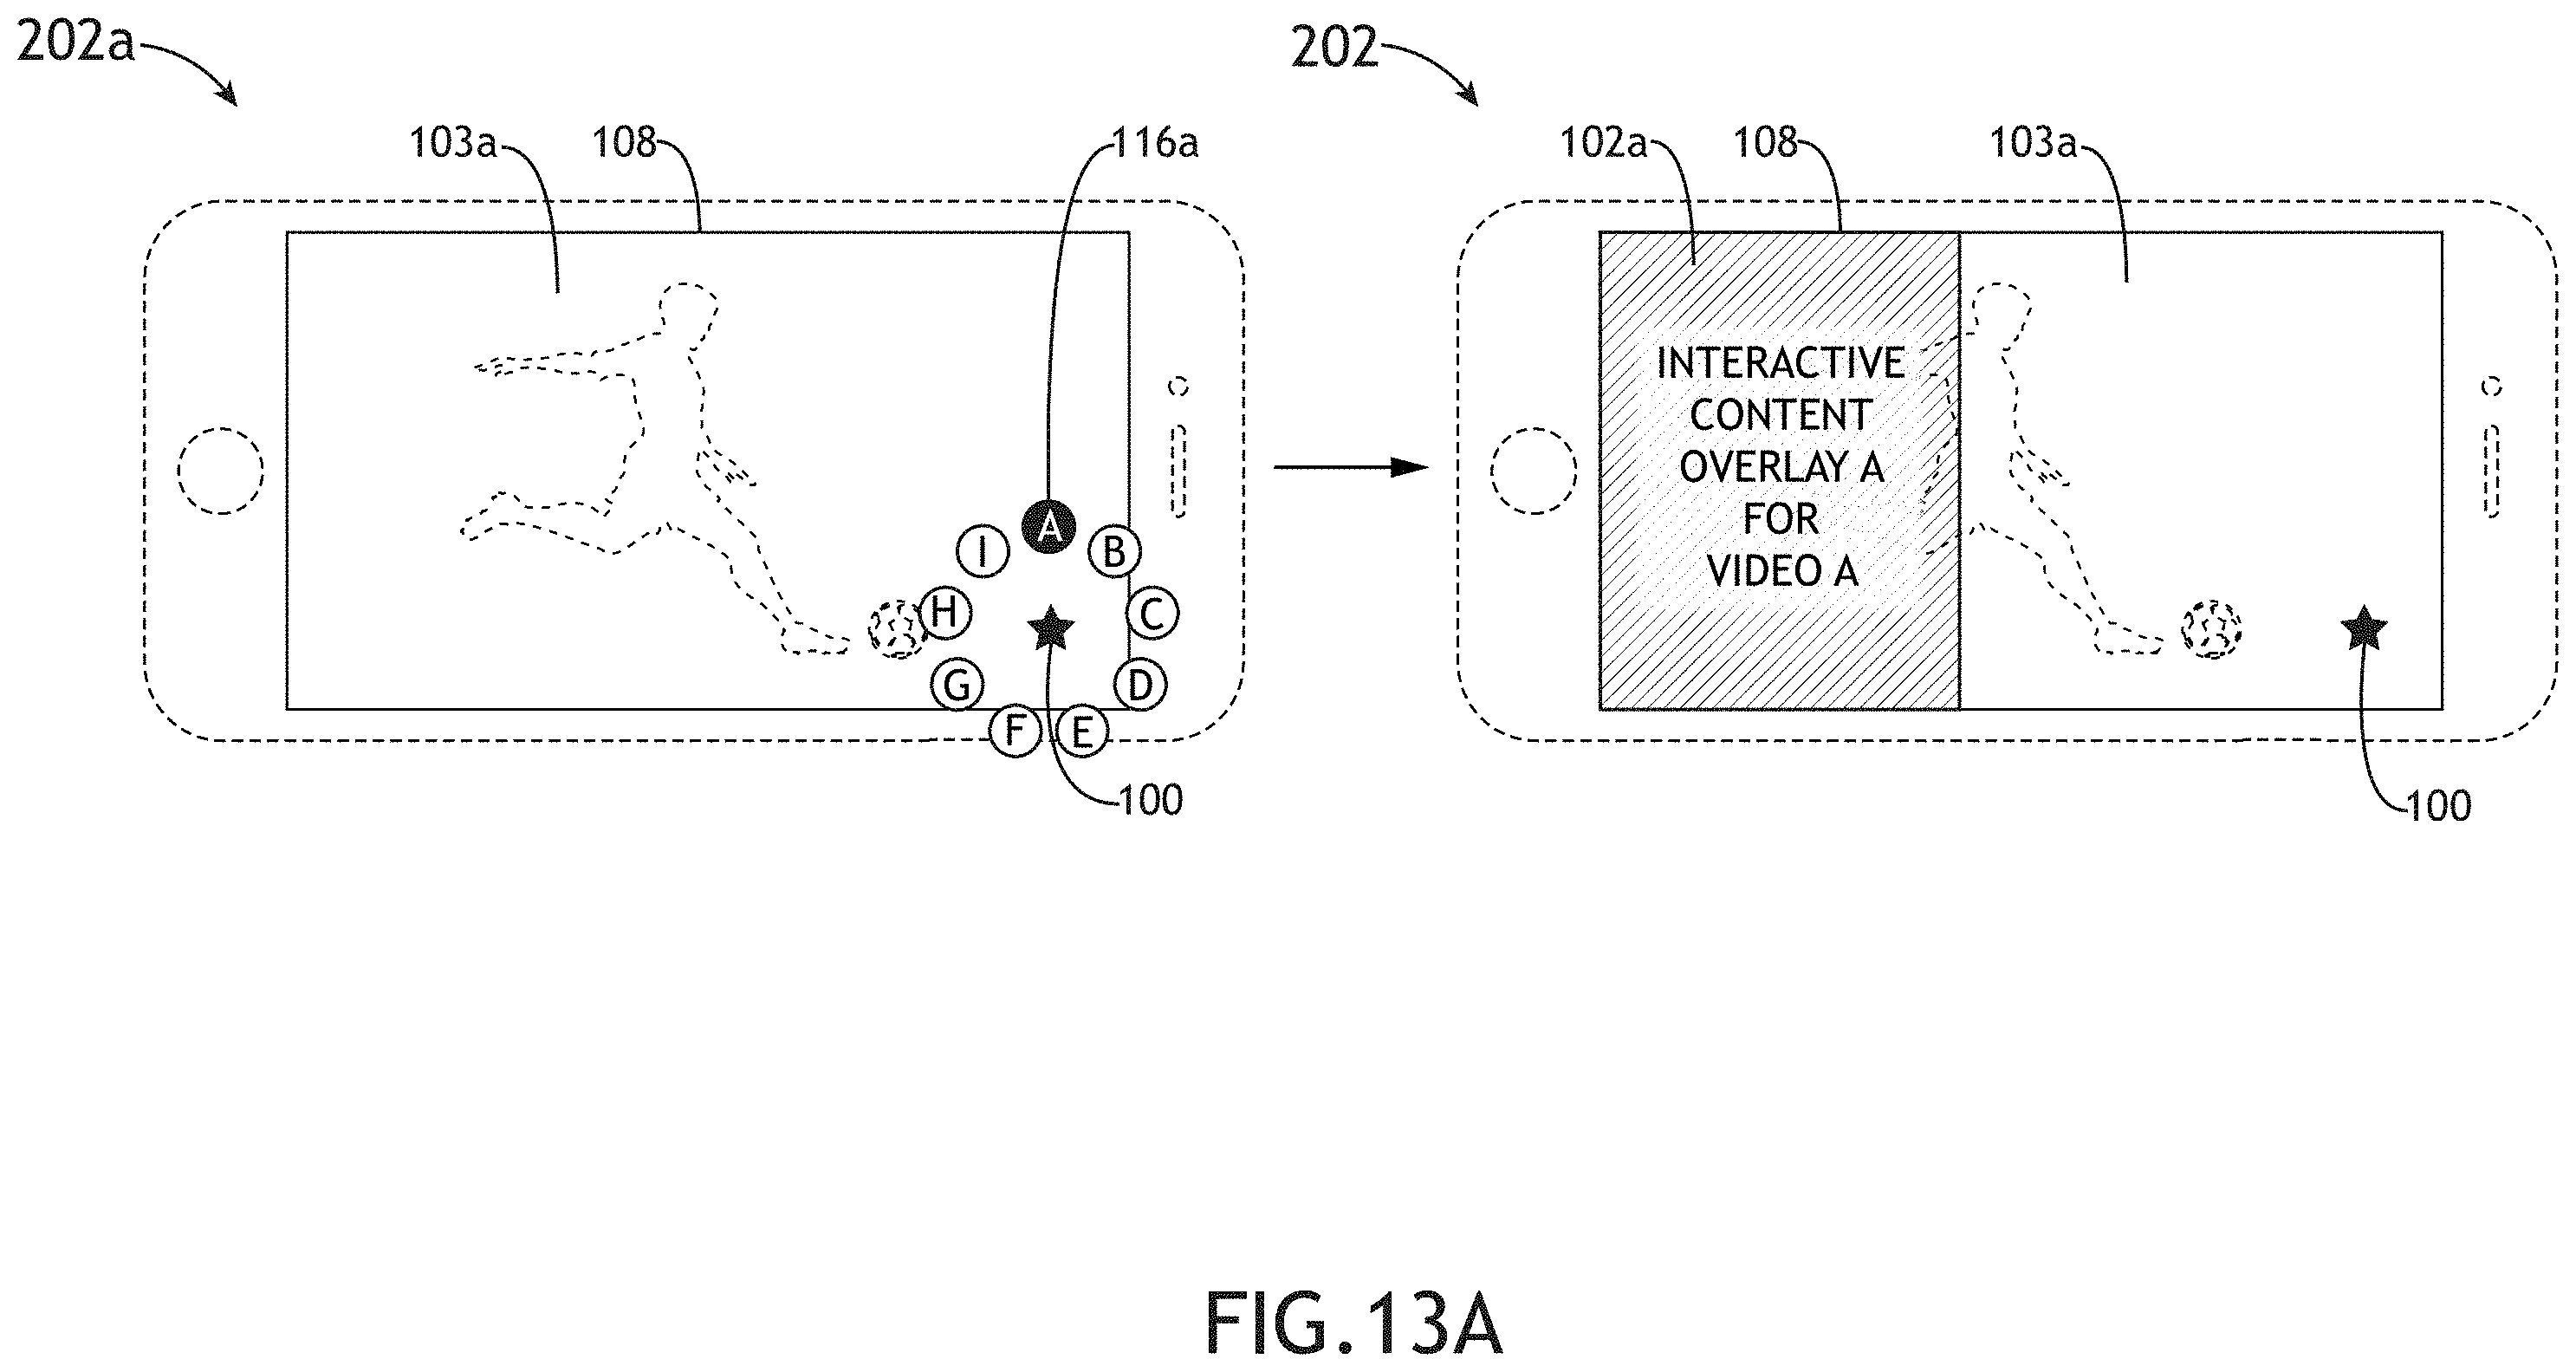 202a
202
103a
108
116a
102a
108
103a
A
B
C
D
E
F
G
H
I
INTERACTIVE
CONTENT
OVERLAY A
FOR
VIDEO A
100
100
FIG.13A